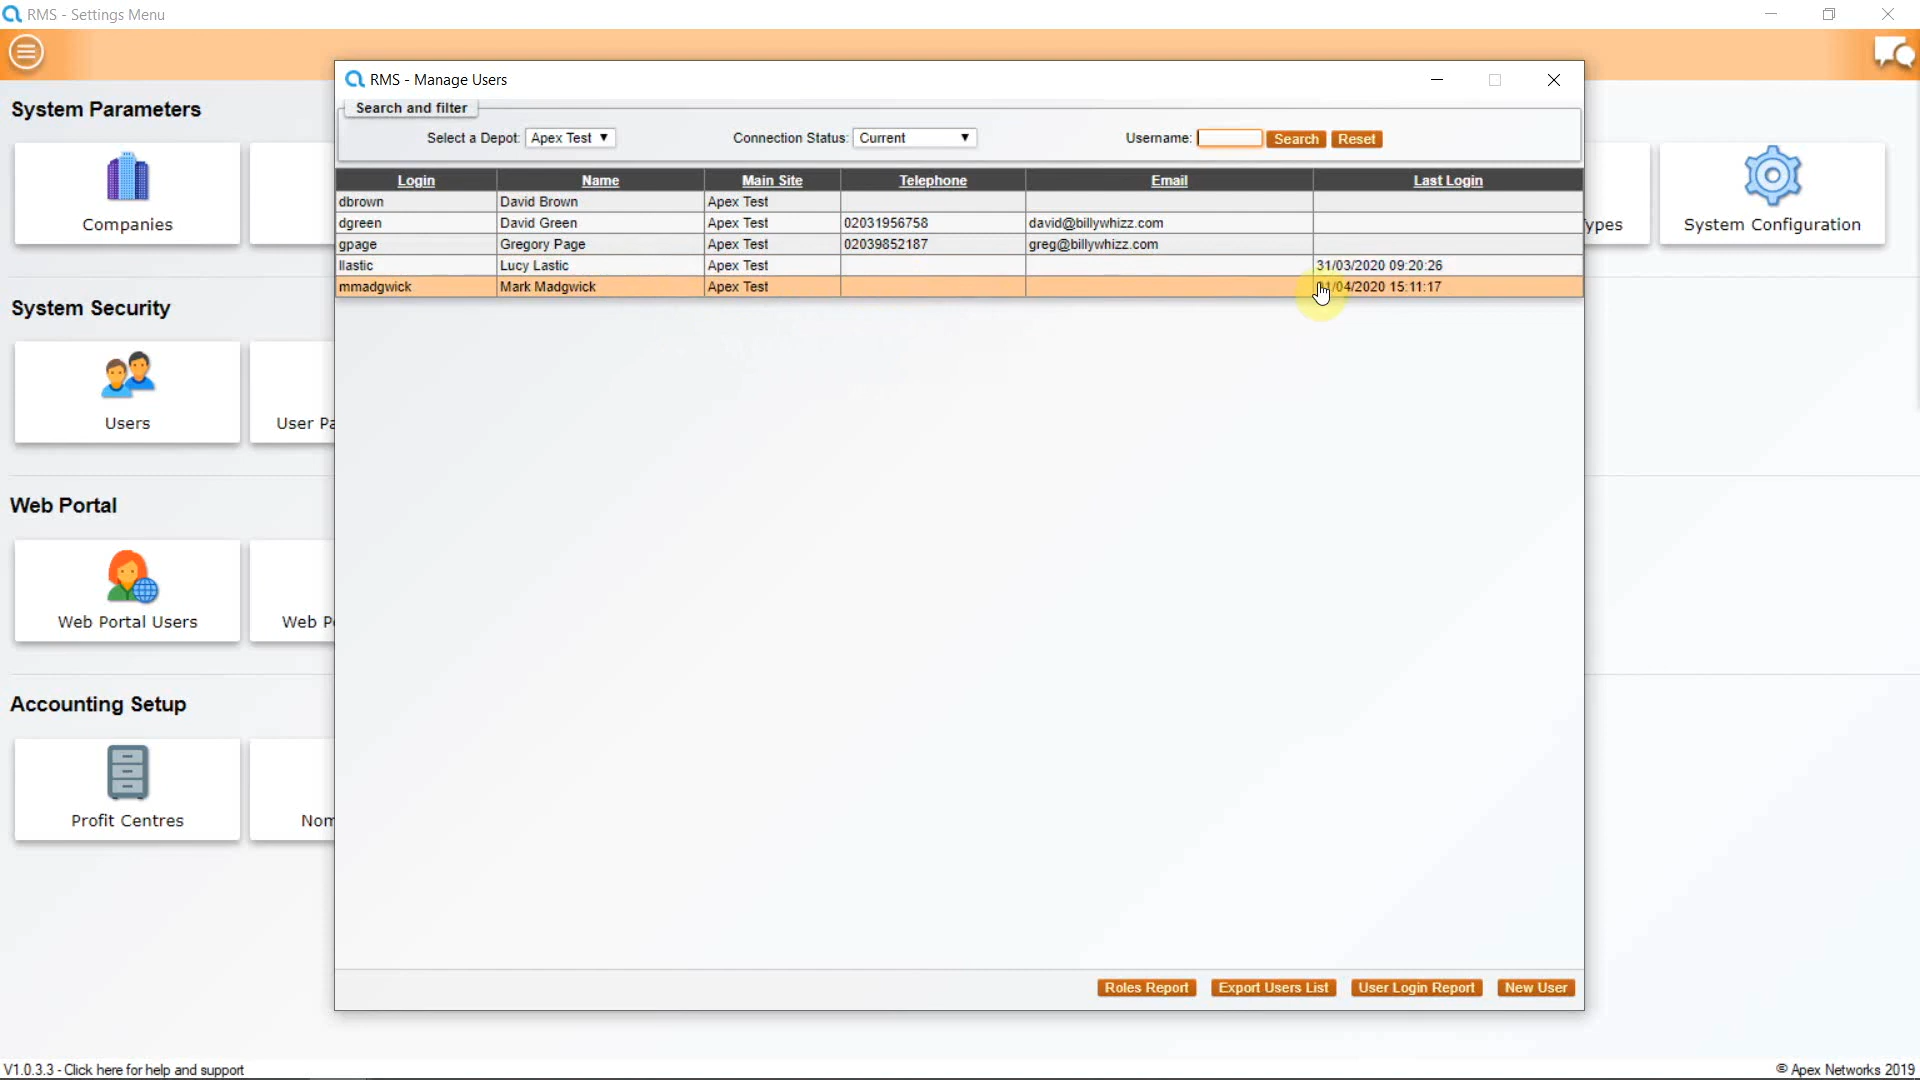 RMS - Settings Menu
RMS - Manage Users
Search and filter
Select a Depot: Apex Test Connection Status: Current Username: Search Reset
Login Name Main Site Telephone Email Last Login
dbrown David Brown Apex Test
dgreen David Green Apex Test 02031956758 david@billywhizz.com
gpage Gregory Page Apex Test 02039852187 greg@billywhizz.com
llastic Lucy Lastic Apex Test 31/03/2020 09:20:26
mmadgwick Mark Madgwick Apex Test /04/2020 15:11:17
Roles Report Export Users List User Login Report New User
System Parameters
Companies ypes System Configuration
System Security
Users User Pa
Web Portal
Web Portal Users Web P
Accounting Setup
Profit Centres Nom
V1.0.3.3 - Click here for help and support © Apex Networks 2019